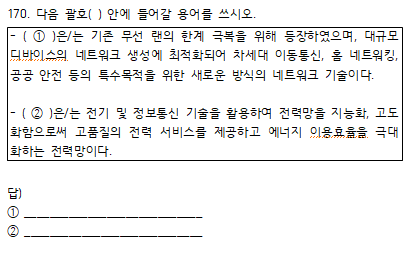 170. 다음 괄호( ) 안에 들어갈 용어를 쓰시오.
- ( ① )은/는 기존 무선 랜의 한계 극복을 위해 등장하였으며, 대규모
디바이스의 네트워크 생성에 최적화되어 차세대 이동통신, 홈 네트워킹,
공공 안전 등의 특수목적을 위한 새로운 방식의 네트워크 기술이다.
- ( ② )은/는 전기 및 정보통신 기술을 활용하여 전력망을 지능화, 고도
화함으로써 고품질의 전력 서비스를 제공하고 에너지 이용효율을 극대
화하는 전력망이다.
답)
① ____________________________
② ____________________________